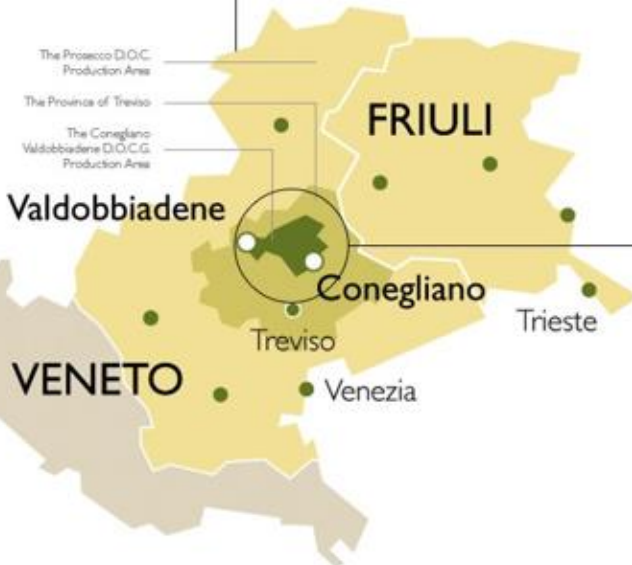 The Prosecco D.O.C.
Production Area
The Province of Treviso
The Conegliano
Valdobbiadene D.O.C.G.
Production Area
FRIULI
Valdobbiadene
Conegliano
Treviso
Trieste
VENETO
Venezia